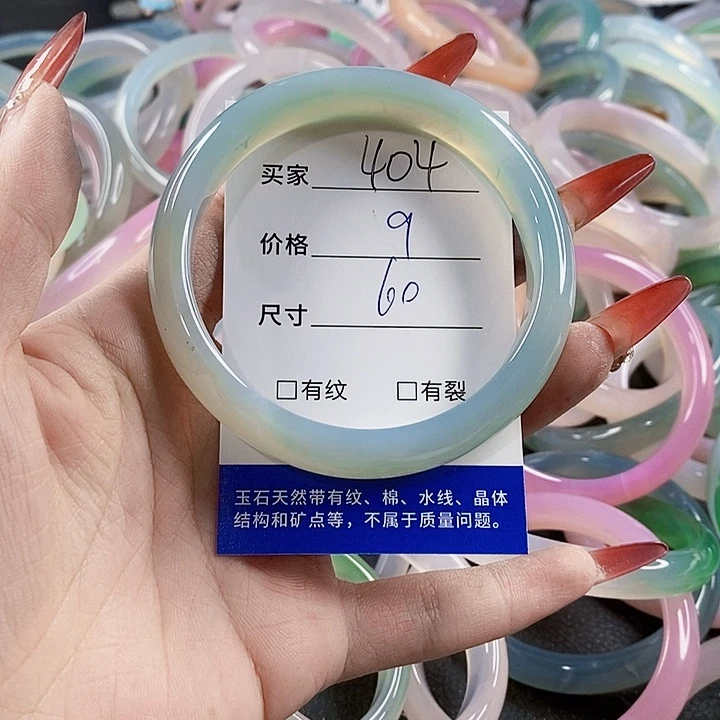 买家 404
价格 9
尺寸 60
□有纹 □有裂
玉石天然带有纹、棉、水线、晶体
结构和矿点等，不属于质量问题。